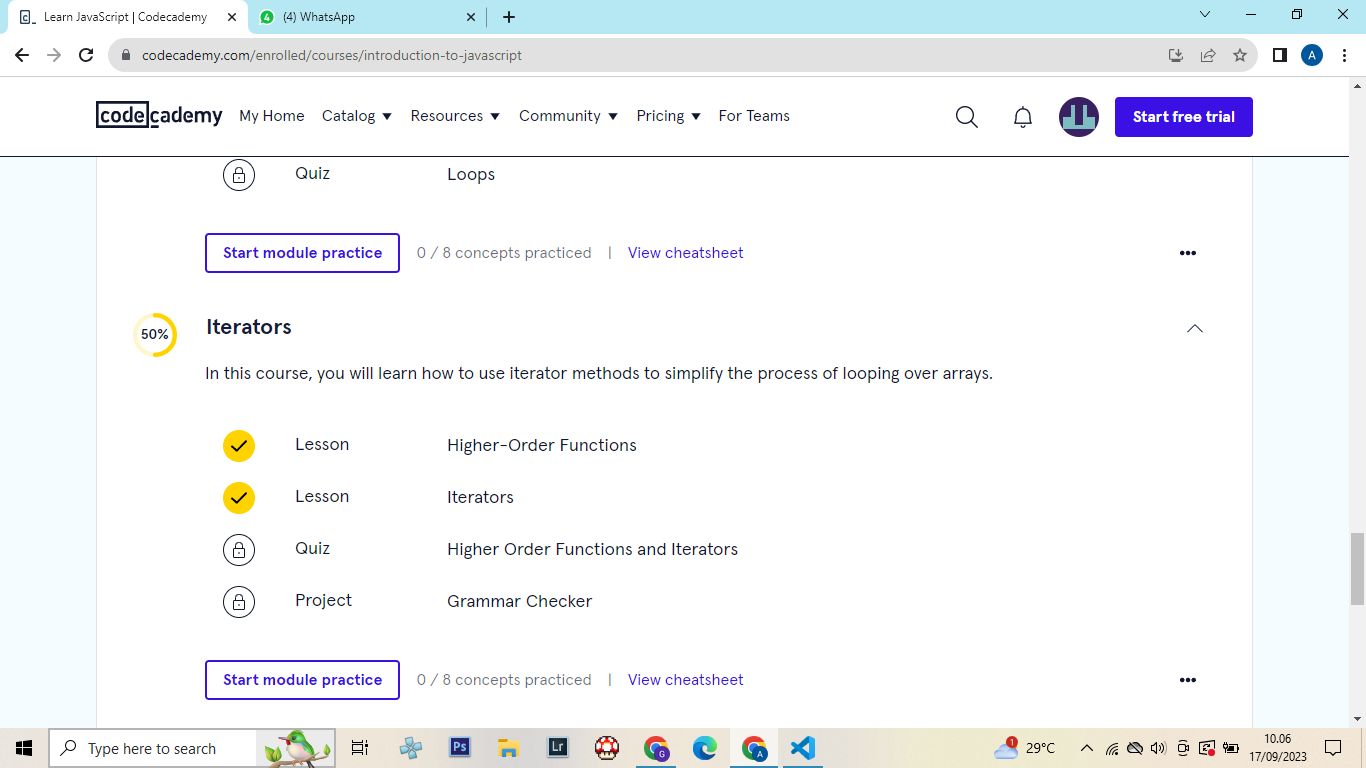 Learn JavaScript | Codecademy
4
(4) WhatsApp
codecademy.com/enrolled/courses/introduction-to-javascript
A
codecademy My Home Catalog Resources Community Pricing For Teams Start free trial
Quiz Loops
Start module practice 0 / 8 concepts practiced | View cheatsheet
50% Iterators
In this course, you will learn how to use iterator methods to simplify the process of looping over arrays.
Lesson Higher-Order Functions
Lesson Iterators
Quiz Higher Order Functions and Iterators
Project Grammar Checker
Start module practice 0 / 8 concepts practiced | View cheatsheet
Type here to search Ps Lr G A 1 29°C
10.06
17/09/2023